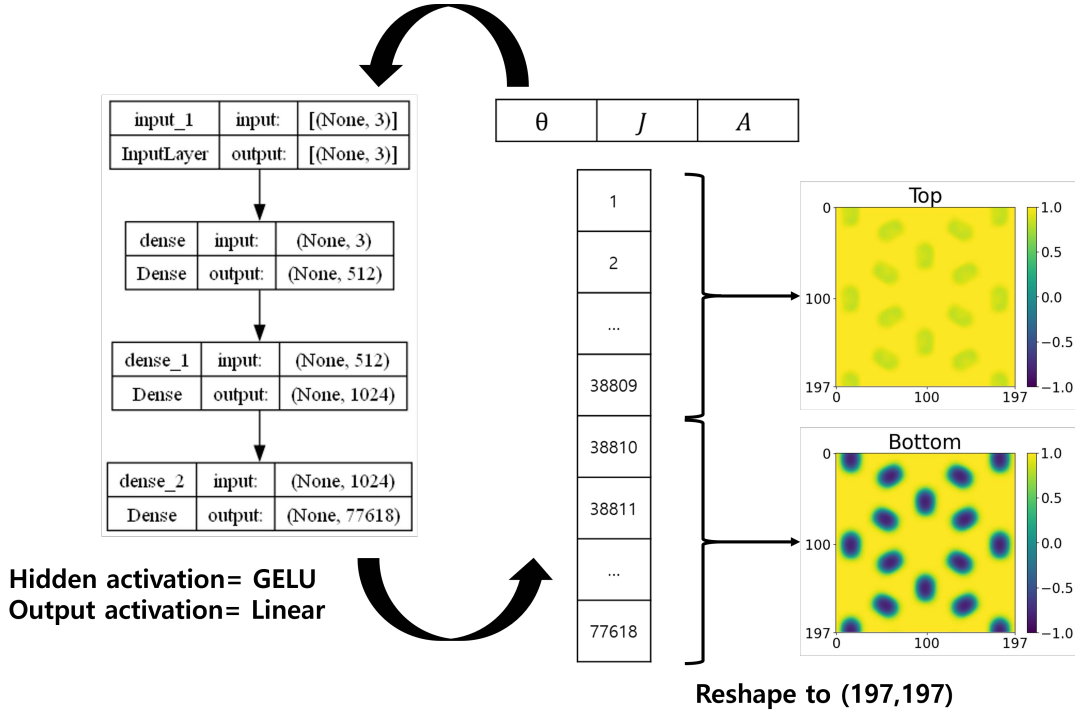 input_1 input: [(None, 3)]
InputLayer output: [(None, 3)]
dense input: (None, 3)
Dense output: (None, 512)
dense_1 input: (None, 512)
Dense output: (None, 1024)
dense_2 input: (None, 1024)
Dense output: (None, 77618)
Hidden activation= GELU
Output activation= Linear
θ J A
1
2
...
38809
38810
38811
...
77618
Top
0
100
197
0 100 197
1.0
0.5
0.0
−0.5
−1.0
Bottom
0
100
197
0 100 197
1.0
0.5
0.0
−0.5
−1.0
Reshape to (197,197)